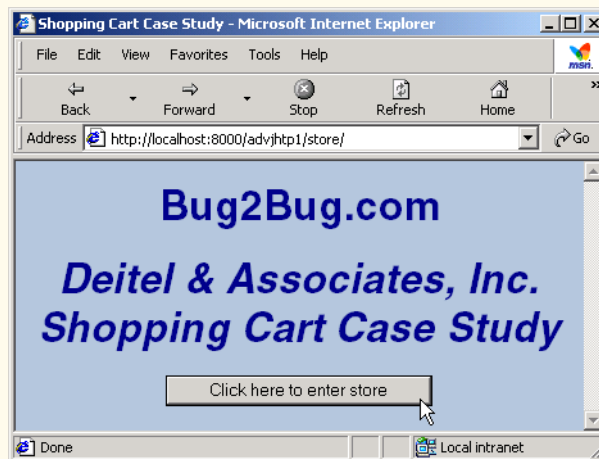 Shopping Cart Case Study - Microsoft Internet Explorer
File Edit View Favorites Tools Help
msn.
Back Forward Stop Refresh Home »
Address http://localhost:8000/advjhtp1/store/ Go
Bug2Bug.com
Deitel & Associates, Inc.
Shopping Cart Case Study
Click here to enter store
Done Local intranet